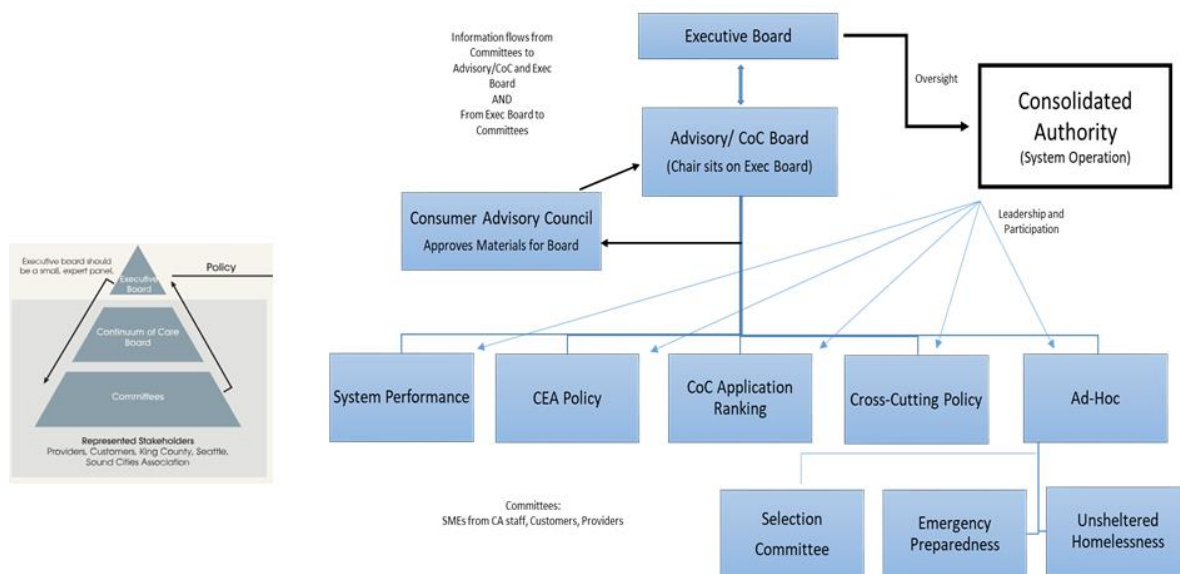 Executive board should
be a small, expert panel.
Policy
Executive
Board
Continuum of Care
Board
Committees
Represented Stakeholders
Providers, Customers, King County, Seattle,
Sound Cities Association
Information flows from
Committees to
Advisory/CoC and Exec
Board
AND
From Exec Board to
Committees
Executive Board
Oversight
Consolidated
Authority
(System Operation)
Advisory/ CoC Board
(Chair sits on Exec Board)
Consumer Advisory Council
Approves Materials for Board
Leadership and
Participation
System Performance
CEA Policy
CoC Application
Ranking
Cross-Cutting Policy
Ad-Hoc
Committees:
SMEs from CA staff, Customers, Providers
Selection
Committee
Emergency
Preparedness
Unsheltered
Homelessness